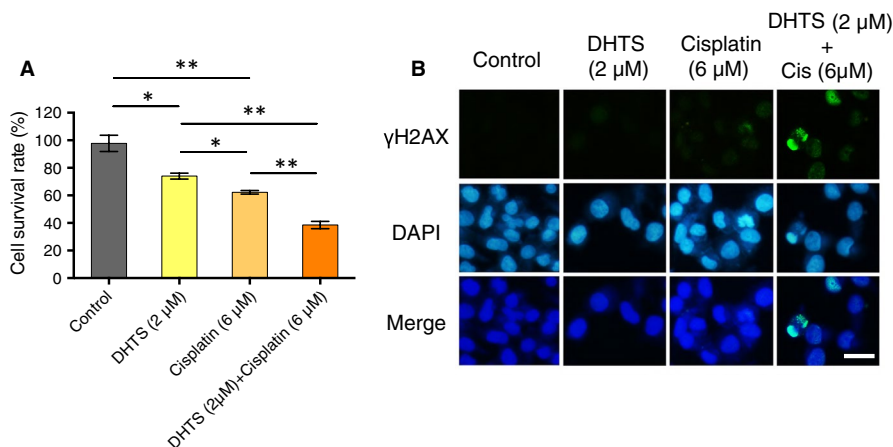 A
**
*
**
*
**
Cell survival rate (%)
120
100
80
60
40
20
0
Control
DHTS (2 µM)
Cisplatin (6 µM)
DHTS (2µM)+Cisplatin (6 µM)
B
Control
DHTS
(2 µM)
Cisplatin
(6 µM)
DHTS (2 µM)
+
Cis (6µM)
γH2AX
DAPI
Merge